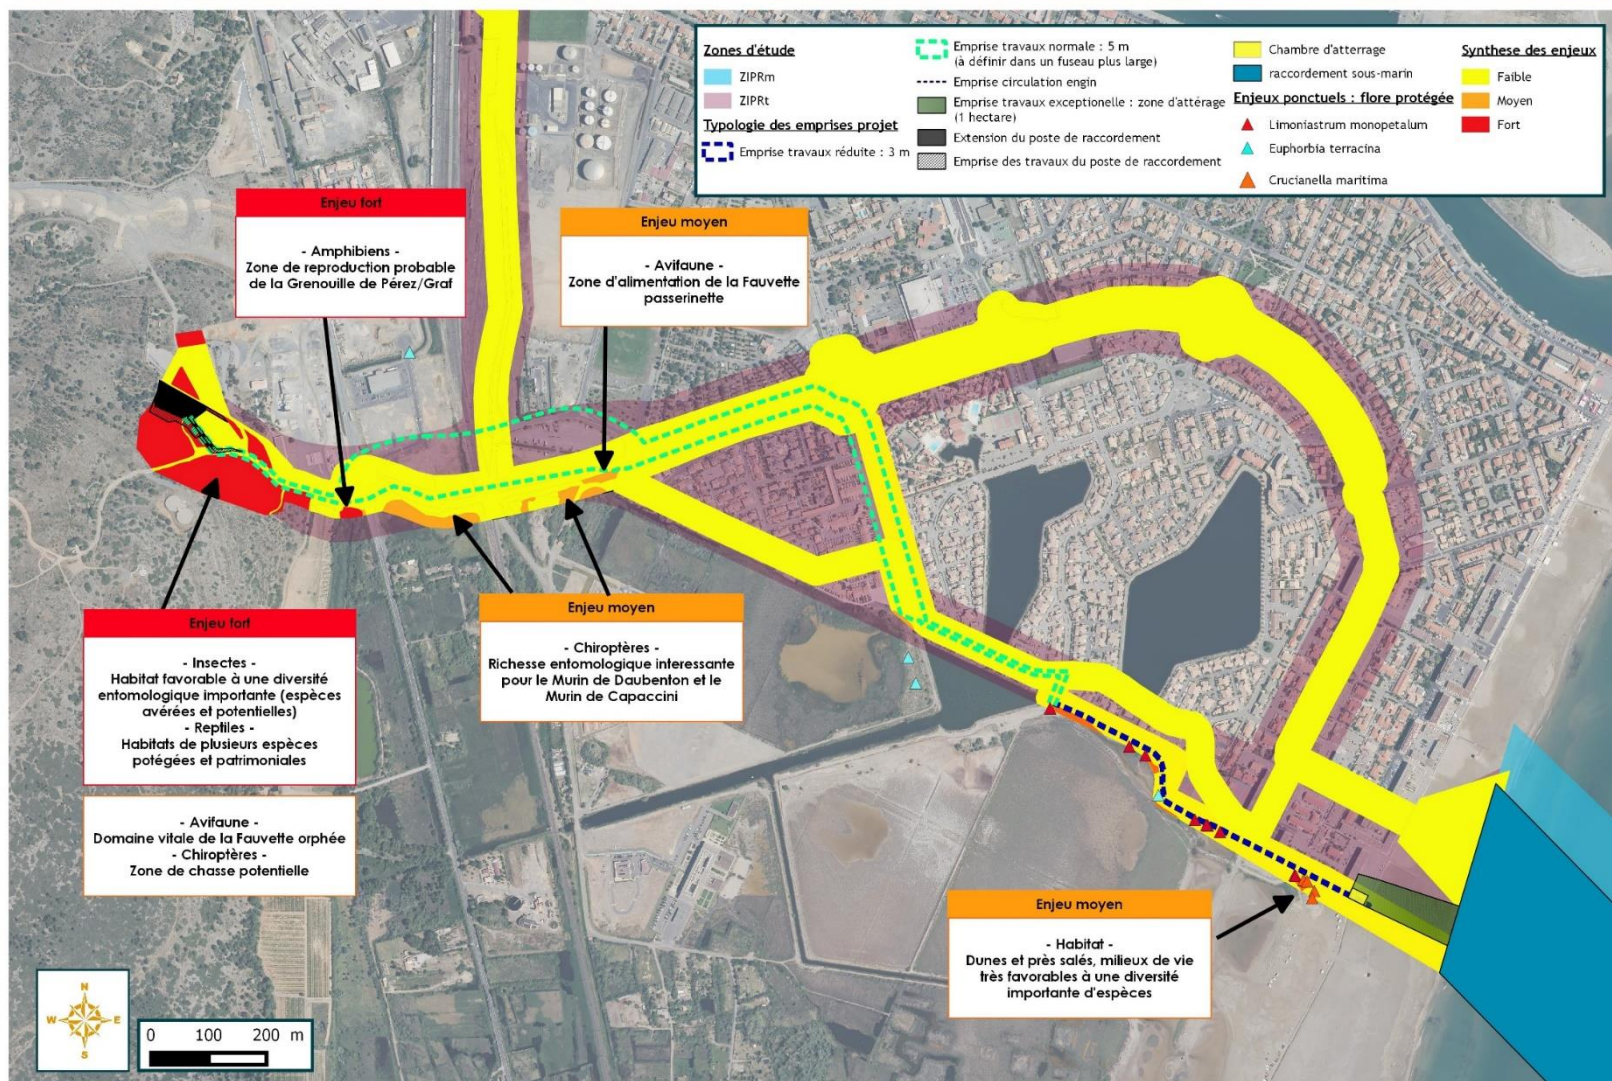 Zones d'étude
ZIPRm
ZIPRt
Typologie des emprises projet
Emprise travaux réduite : 3 m
Emprise travaux normale : 5 m
(à définir dans un fuseau plus large)
Emprise circulation engin
Emprise travaux exceptionelle : zone d'attérage
(1 hectare)
Extension du poste de raccordement
Emprise des travaux du poste de raccordement
Chambre d'atterrage
raccordement sous-marin
Enjeux ponctuels : flore protégée
Limoniastrum monopetalum
Euphorbia terracina
Crucianella maritima
Synthese des enjeux
Faible
Moyen
Fort
Enjeu fort
- Amphibiens -
Zone de reproduction probable
de la Grenouille de Pérez/Graf
Enjeu moyen
- Avifaune -
Zone d'alimentation de la Fauvette
passerinette
Enjeu fort
- Insectes -
Habitat favorable à une diversité
entomologique importante (espèces
avérées et potentielles)
- Reptiles -
Habitats de plusieurs espèces
potégées et patrimoniales
- Avifaune -
Domaine vitale de la Fauvette orphée
- Chiroptères -
Zone de chasse potentielle
Enjeu moyen
- Chiroptères -
Richesse entomologique interessante
pour le Murin de Daubenton et le
Murin de Capaccini
Enjeu moyen
- Habitat -
Dunes et près salés, milieux de vie
très favorables à une diversité
importante d'espèces
N
W E
S
0 100 200 m